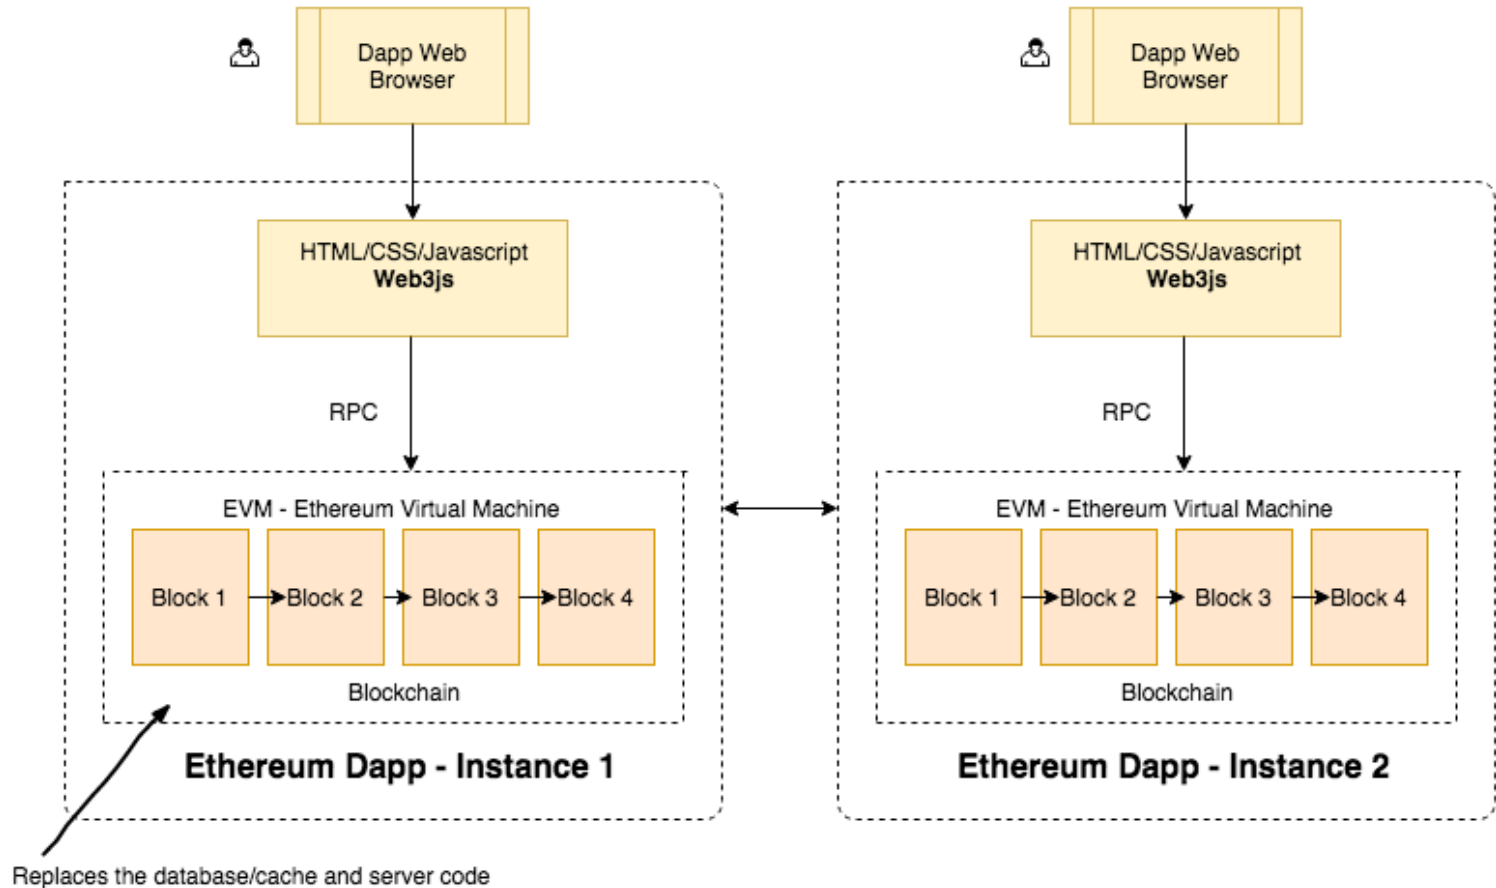 Dapp Web
Browser
HTML/CSS/Javascript
Web3js
RPC
EVM - Ethereum Virtual Machine
Block 1
Block 2
Block 3
Block 4
Blockchain
Ethereum Dapp - Instance 1
Replaces the database/cache and server code
Dapp Web
Browser
HTML/CSS/Javascript
Web3js
RPC
EVM - Ethereum Virtual Machine
Block 1
Block 2
Block 3
Block 4
Blockchain
Ethereum Dapp - Instance 2